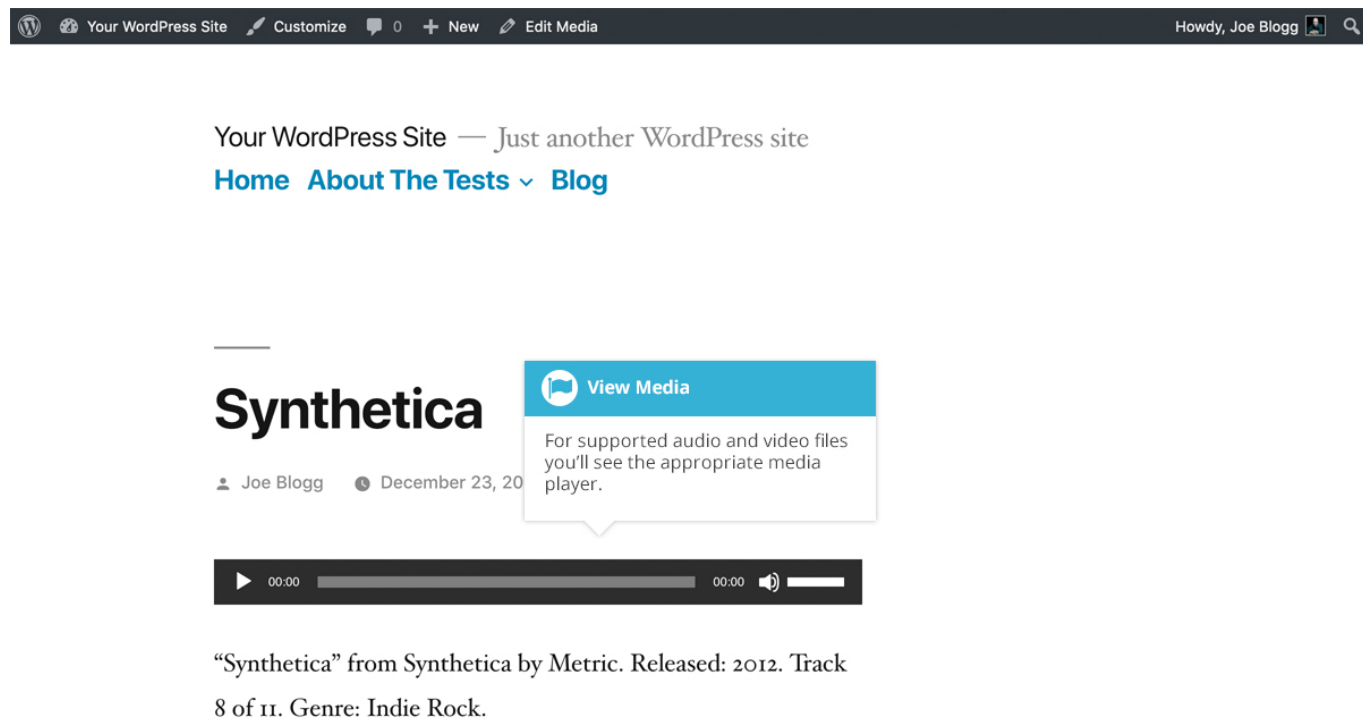 Your WordPress Site Customize 0 New Edit Media Howdy, Joe Blogg
Your WordPress Site — Just another WordPress site
Home About The Tests Blog
Synthetica
View Media
For supported audio and video files
you’ll see the appropriate media
player.
Joe Blogg December 23, 20
00:00 00:00
“Synthetica” from Synthetica by Metric. Released: 2012. Track
8 of 11. Genre: Indie Rock.